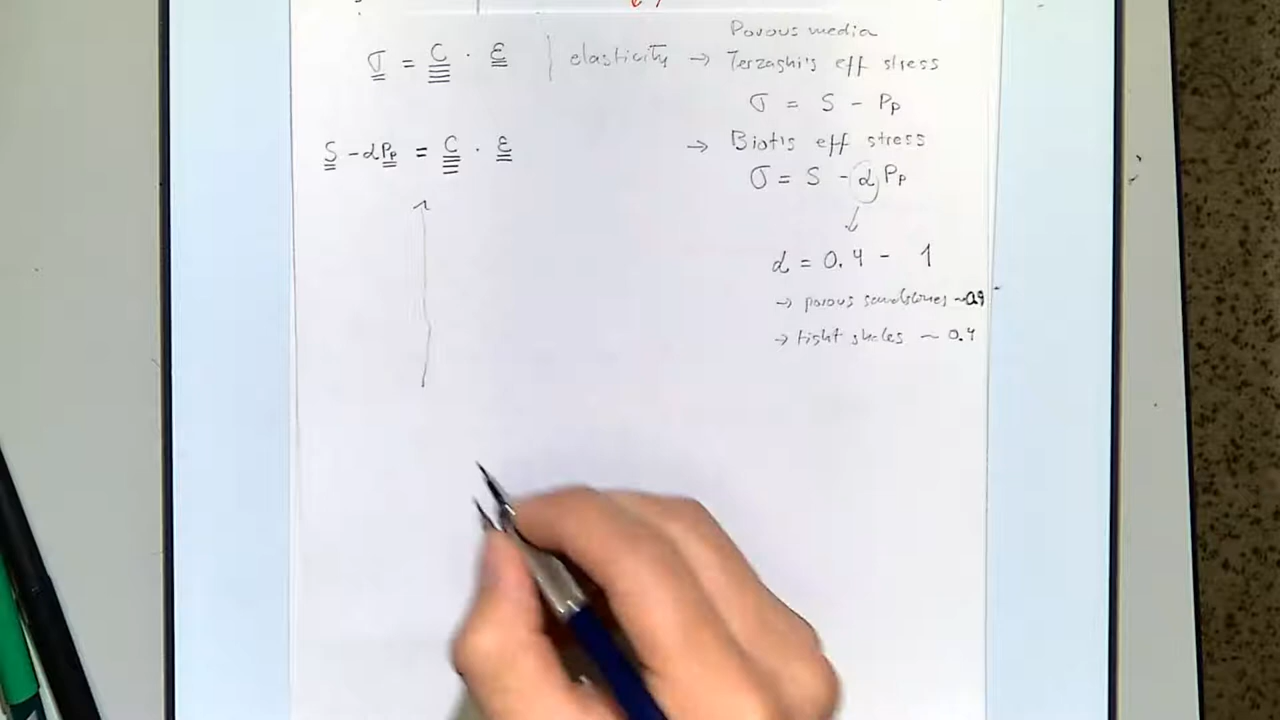 σ = C · ε | elasticity →
S - αPp = C · ε
Porous media
Terzaghi's eff stress
σ = S - Pp
→ Biot's eff stress
σ = S - α Pp
α = 0.4 - 1
→ porous sandstones ~0.9
→ tight shales ~ 0.4